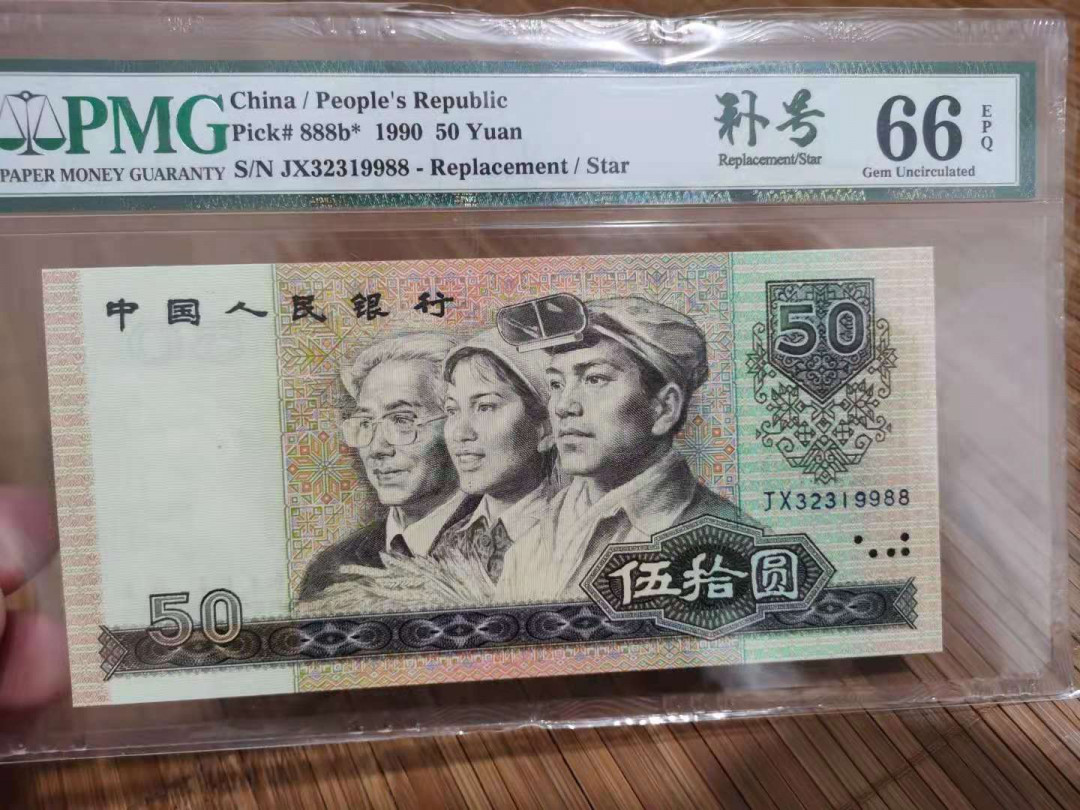 PMG
PAPER MONEY GUARANTY
China / People's Republic
Pick# 888b* 1990 50 Yuan
S/N JX32319988 - Replacement / Star
补号
Replacement/Star
66
EPQ
Gem Uncirculated
中国人民银行
50
JX32319988
伍拾圆
50